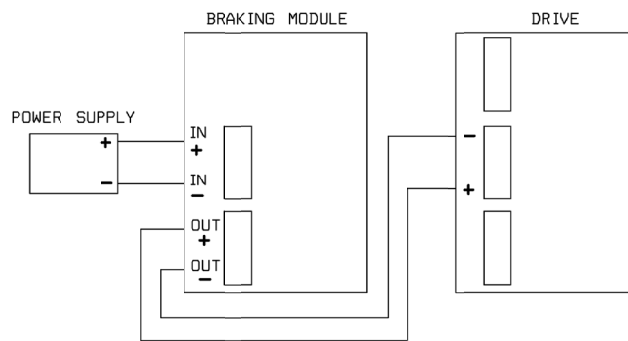 BRAKING MODULE
DRIVE
POWER SUPPLY
+
-
IN
+
IN
-
OUT
+
OUT
-
-
+